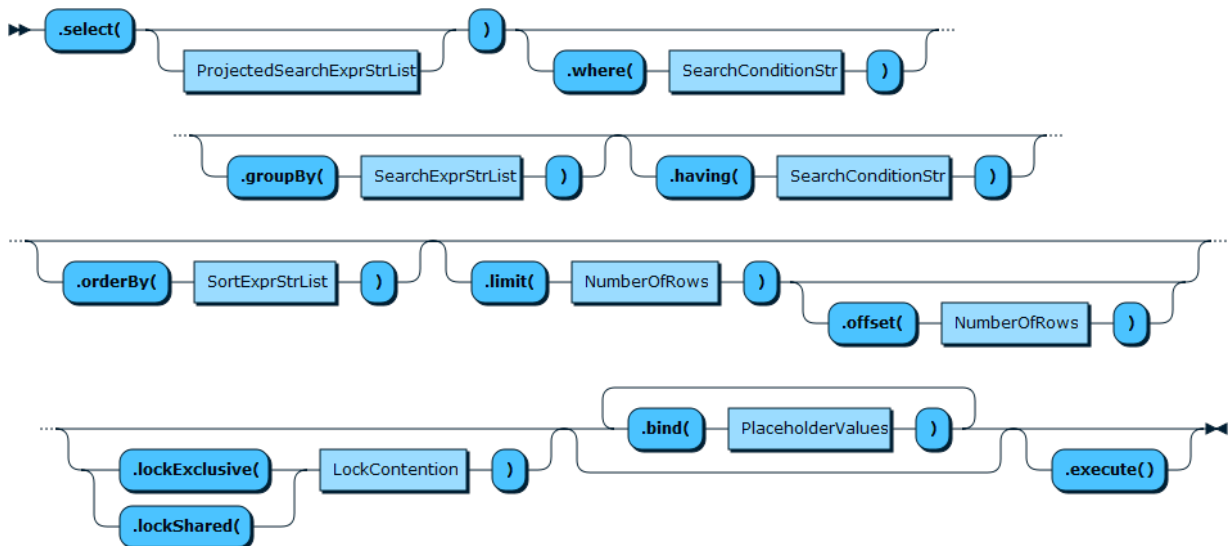 .select( )
ProjectedSearchExprStrList .where( SearchConditionStr )
.groupBy( SearchExprStrList ) .having( SearchConditionStr )
.orderBy( SortExprStrList ) .limit( NumberOfRows )
.offset( NumberOfRows )
.bind( PlaceholderValues )
.lockExclusive( LockContention ) .execute()
.lockShared(